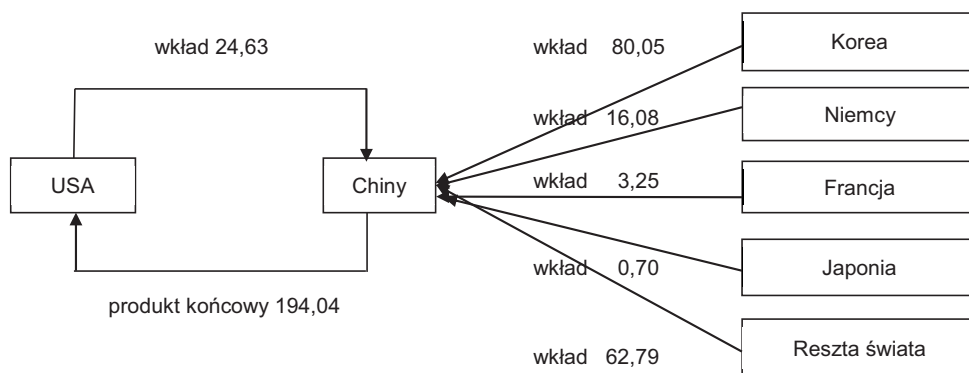 wkład 24,63
wkład 80,05
Korea
wkład 16,08
Niemcy
USA
Chiny
wkład 3,25
Francja
wkład 0,70
Japonia
produkt końcowy 194,04
wkład 62,79
Reszta świata